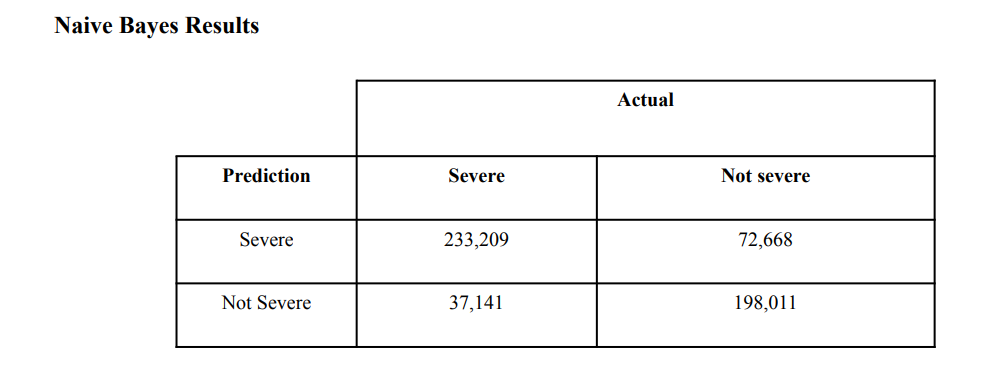 Naive Bayes Results
Actual
Prediction Severe Not severe
Severe 233,209 72,668
Not Severe 37,141 198,011